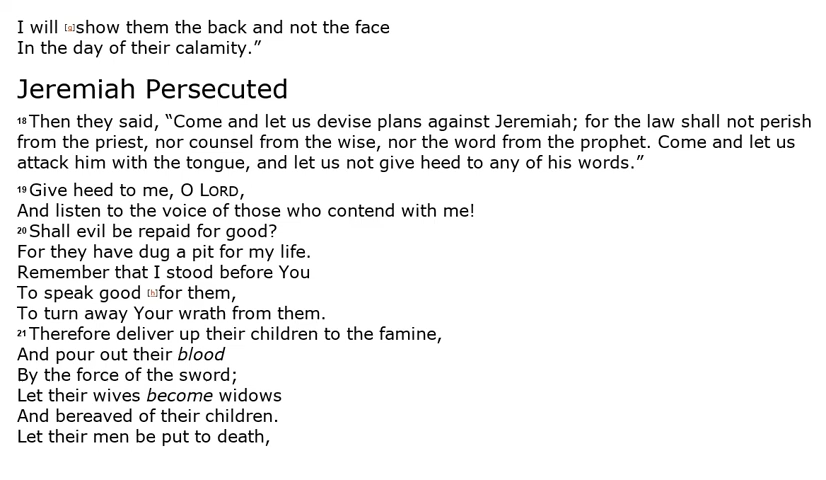 I will [g]show them the back and not the face
In the day of their calamity.”
Jeremiah Persecuted
18 Then they said, “Come and let us devise plans against Jeremiah; for the law shall not perish
from the priest, nor counsel from the wise, nor the word from the prophet. Come and let us
attack him with the tongue, and let us not give heed to any of his words.”
19 Give heed to me, O LORD,
And listen to the voice of those who contend with me!
20 Shall evil be repaid for good?
For they have dug a pit for my life.
Remember that I stood before You
To speak good [h]for them,
To turn away Your wrath from them.
21 Therefore deliver up their children to the famine,
And pour out their blood
By the force of the sword;
Let their wives become widows
And bereaved of their children.
Let their men be put to death,